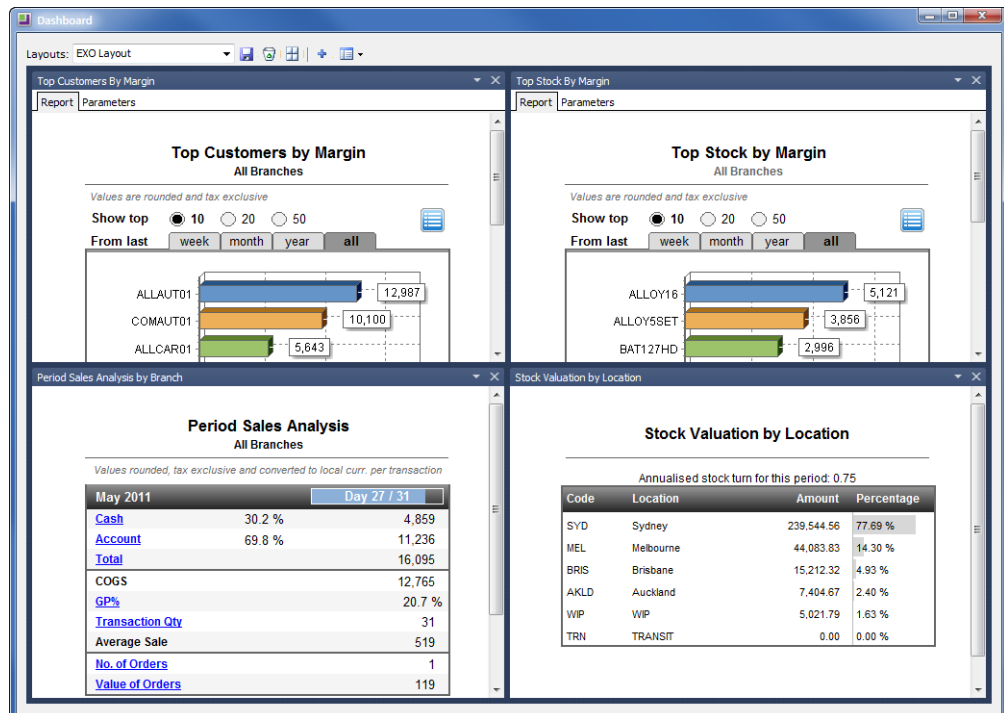 Dashboard
Layouts: EXO Layout
Top Customers By Margin
Report Parameters
Top Customers by Margin
All Branches
Values are rounded and tax exclusive
Show top 10 20 50
From last week month year all
ALLAUT01 12,987
COMAUT01 10,100
ALLCAR01 5,643
Top Stock By Margin
Report Parameters
Top Stock by Margin
All Branches
Values are rounded and tax exclusive
Show top 10 20 50
From last week month year all
ALLOY16 5,121
ALLOY5SET 3,856
BAT127HD 2,996
Period Sales Analysis by Branch
Period Sales Analysis
All Branches
Values rounded, tax exclusive and converted to local curr. per transaction
May 2011 Day 27 / 31
Cash 30.2 % 4,859
Account 69.8 % 11,236
Total 16,095
COGS 12,765
GP% 20.7 %
Transaction Qty 31
Average Sale 519
No. of Orders 1
Value of Orders 119
Stock Valuation by Location
Stock Valuation by Location
Annualised stock turn for this period: 0.75
Code Location Amount Percentage
SYD Sydney 239,544.56 77.69 %
MEL Melbourne 44,083.83 14.30 %
BRIS Brisbane 15,212.32 4.93 %
AKLD Auckland 7,404.67 2.40 %
WIP WIP 5,021.79 1.63 %
TRN TRANSIT 0.00 0.00 %